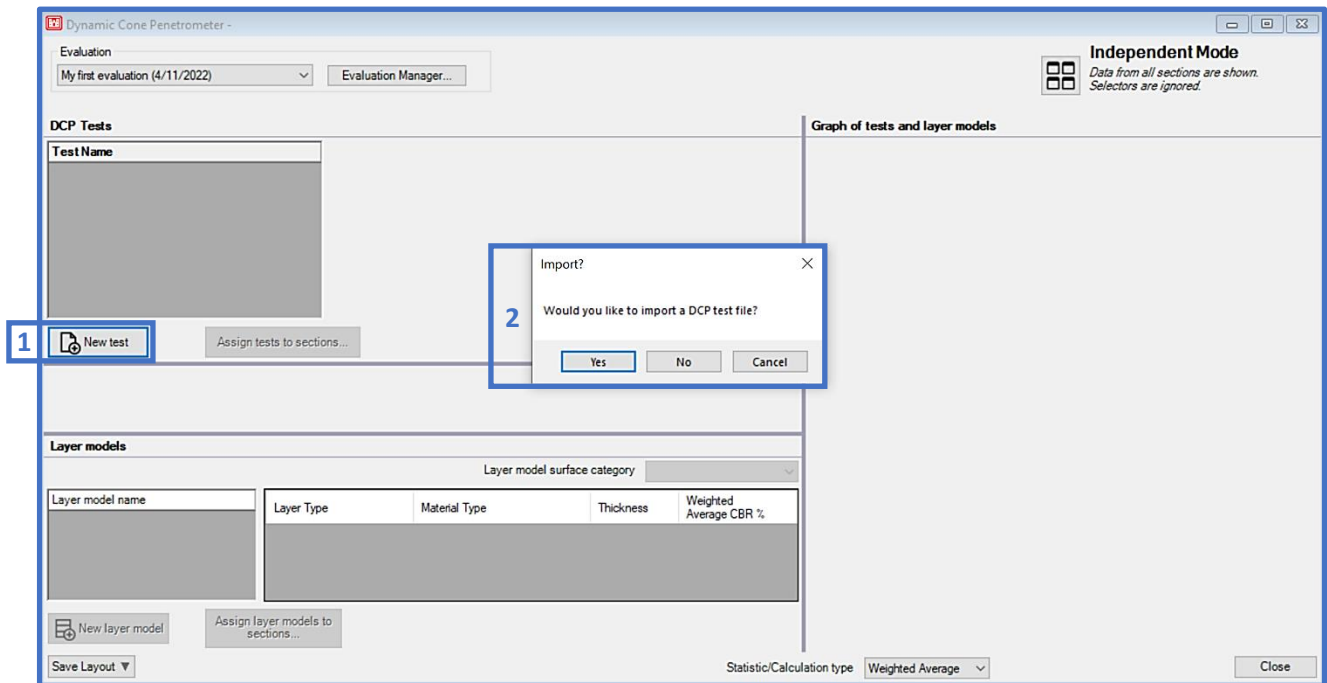 Dynamic Cone Penetrometer -
Evaluation
My first evaluation (4/11/2022)
Evaluation Manager...
Independent Mode
Data from all sections are shown.
Selectors are ignored.
DCP Tests
Graph of tests and layer models
Test Name
Import?
2
Would you like to import a DCP test file?
Yes
No
Cancel
1
New test
Assign tests to sections...
Layer models
Layer model surface category
Layer model name
Layer Type
Material Type
Thickness
Weighted
Average CBR %
New layer model
Assign layer models to
sections...
Save Layout ▼
Statistic/Calculation type
Weighted Average
Close